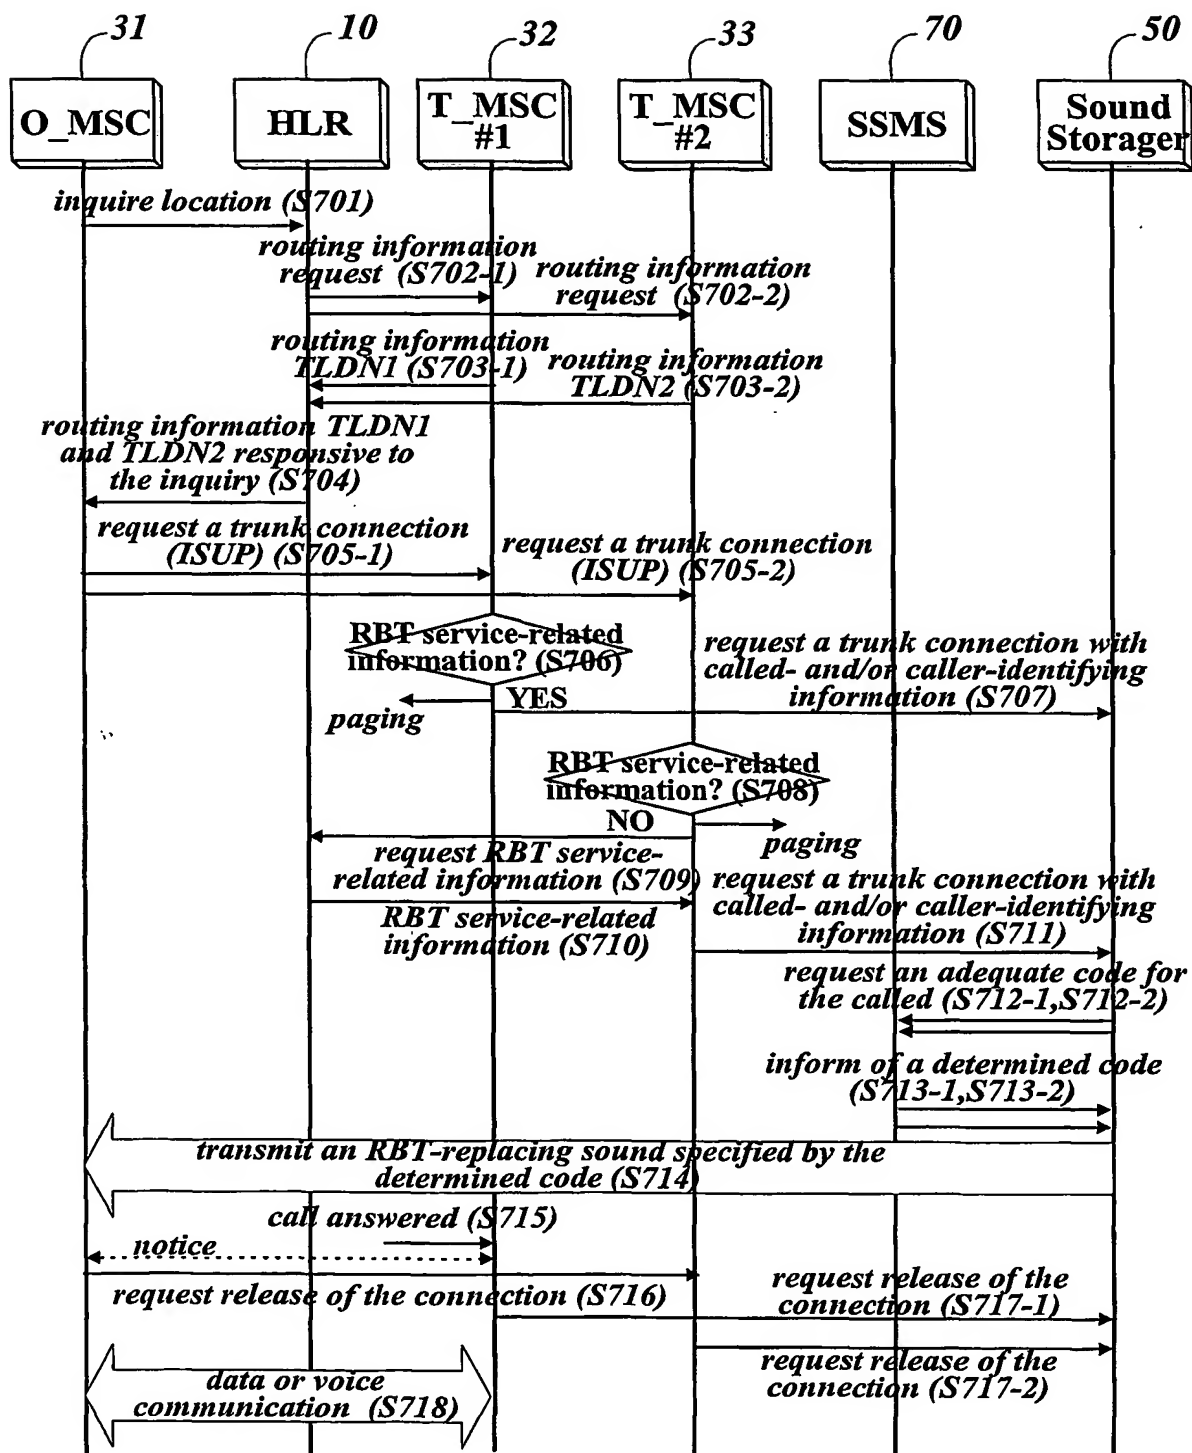 31 10 32 33 70 50
O_MSC HLR T_MSC #1 T_MSC #2 SSMS Sound Storager
inquire location (S701)
routing information
request (S702-1)
routing information
request (S702-2)
routing information
TLDN1 (S703-1)
routing information
TLDN2 (S703-2)
routing information TLDN1
and TLDN2 responsive to
the inquiry (S704)
request a trunk connection
(ISUP) (S705-1)
request a trunk connection
(ISUP) (S705-2)
RBT service-related
information? (S706)
YES
paging
request a trunk connection with
called- and/or caller-identifying
information (S707)
RBT service-related
information? (S708)
NO
paging
request RBT service-
related information (S709)
RBT service-related
information (S710)
request a trunk connection with
called- and/or caller-identifying
information (S711)
request an adequate code for
the called (S712-1,S712-2)
inform of a determined code
(S713-1,S713-2)
transmit an RBT-replacing sound specified by the
determined code (S714)
call answered (S715)
notice
request release of the connection (S716)
request release of the
connection (S717-1)
request release of the
connection (S717-2)
data or voice
communication (S718)